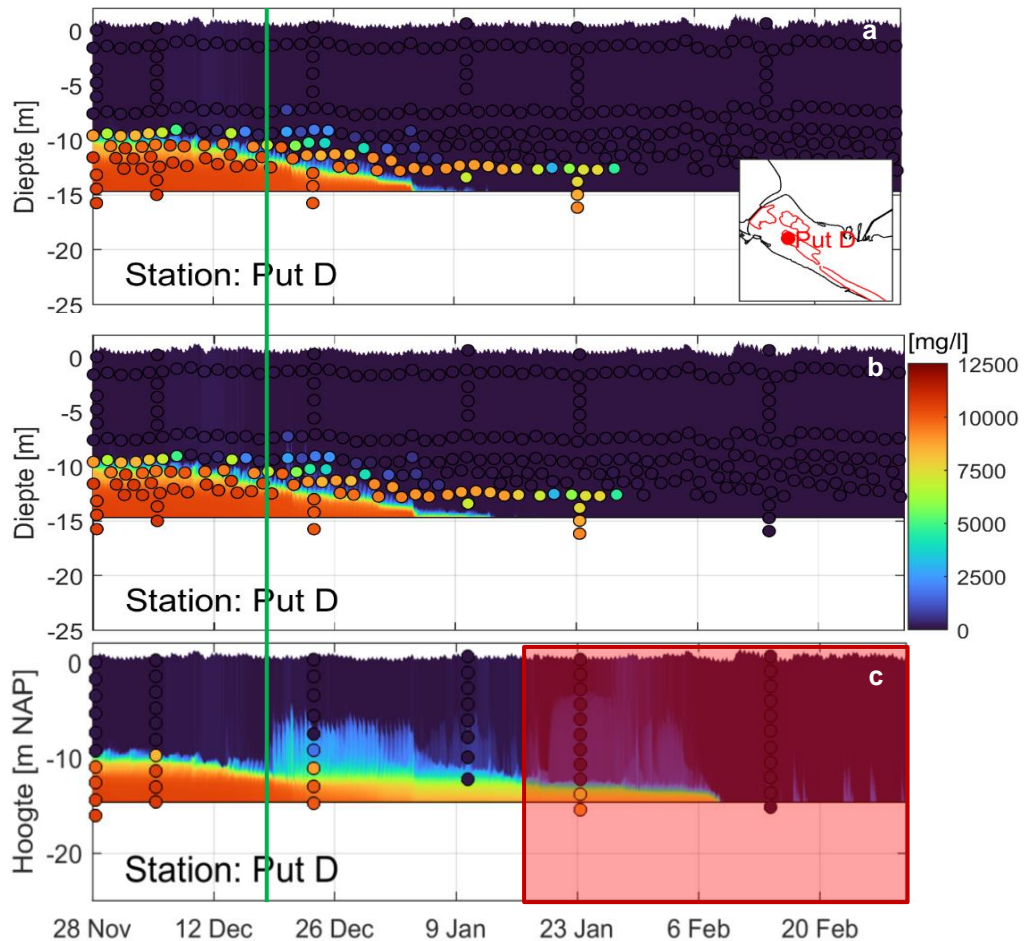 a
0
-5
-10
-15
-20
-25
Diepte [m]
Put D
Station: Put D
b
0
-5
-10
-15
-20
-25
Diepte [m]
Station: Put D
[mg/l]
12500
10000
7500
5000
2500
0
c
0
-10
-20
Hoogte [m NAP]
Station: Put D
28 Nov 12 Dec 26 Dec 9 Jan 23 Jan 6 Feb 20 Feb